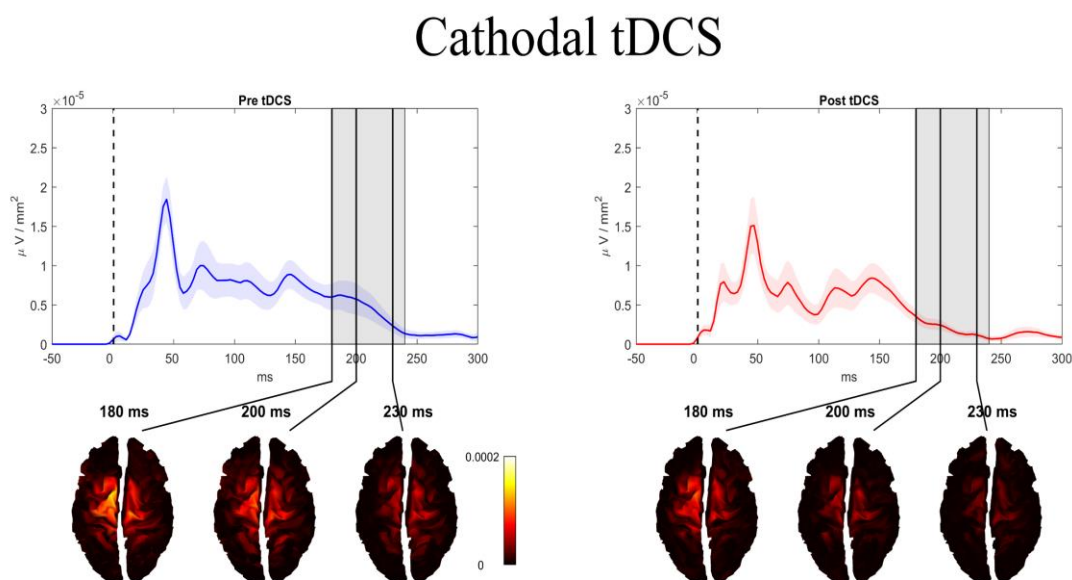 Cathodal tDCS
×10⁻⁵
Pre tDCS
3
2.5
2
1.5
1
0.5
0
μ V / mm²
-50
0
50
100
150
200
250
300
ms
180 ms
200 ms
230 ms
0.0002
0
×10⁻⁵
Post tDCS
3
2.5
2
1.5
1
0.5
0
μ V / mm²
-50
0
50
100
150
200
250
300
ms
180 ms
200 ms
230 ms